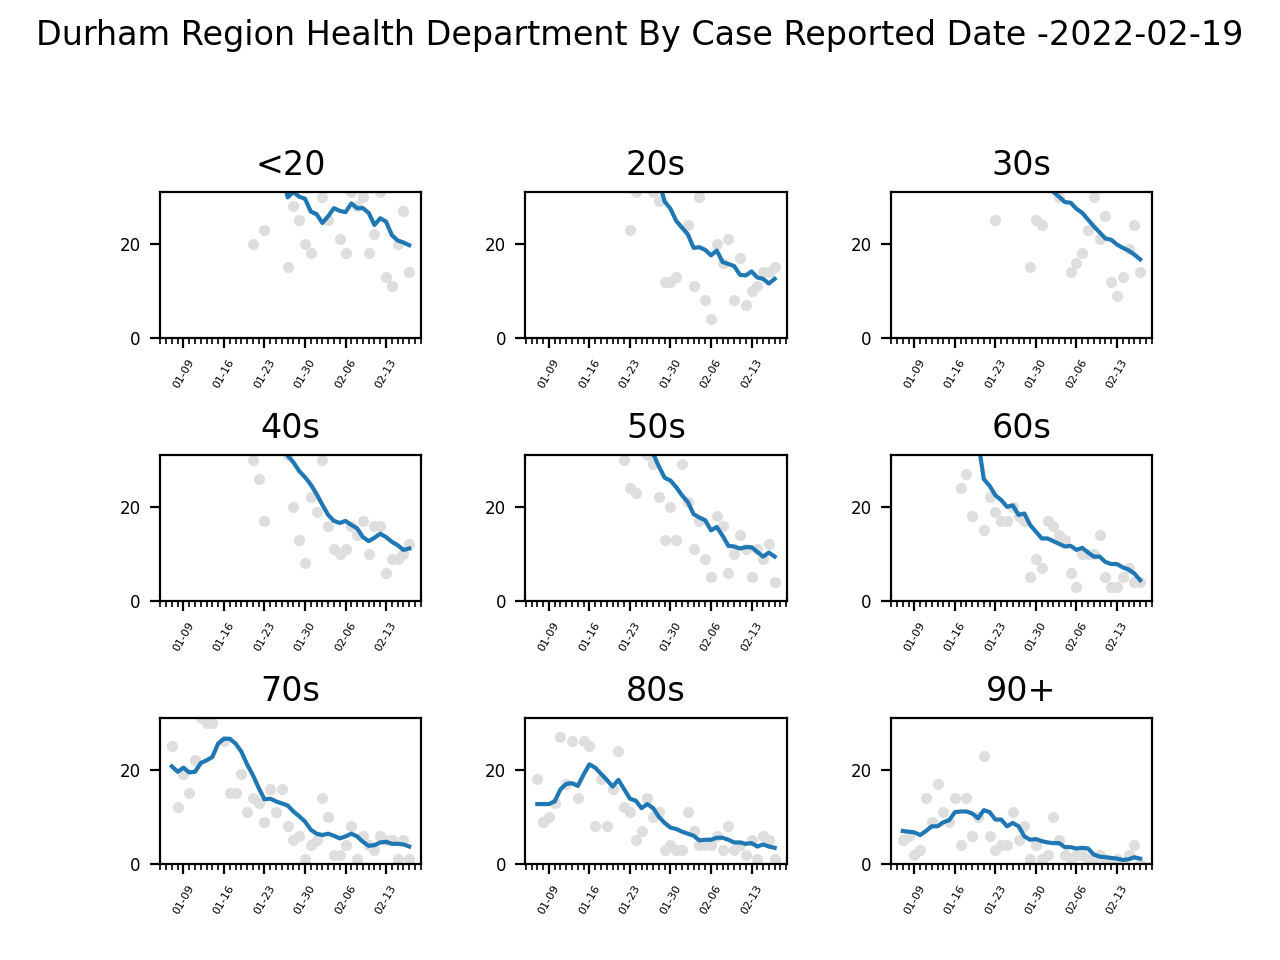 Durham Region Health Department By Case Reported Date -2022-02-19
<20 20s 30s
20 20 20
0 0 0
01-09 01-16 01-23 01-30 02-06 02-13 01-09 01-16 01-23 01-30 02-06 02-13 01-09 01-16 01-23 01-30 02-06 02-13
40s 50s 60s
20 20 20
0 0 0
01-09 01-16 01-23 01-30 02-06 02-13 01-09 01-16 01-23 01-30 02-06 02-13 01-09 01-16 01-23 01-30 02-06 02-13
70s 80s 90+
20 20 20
0 0 0
01-09 01-16 01-23 01-30 02-06 02-13 01-09 01-16 01-23 01-30 02-06 02-13 01-09 01-16 01-23 01-30 02-06 02-13